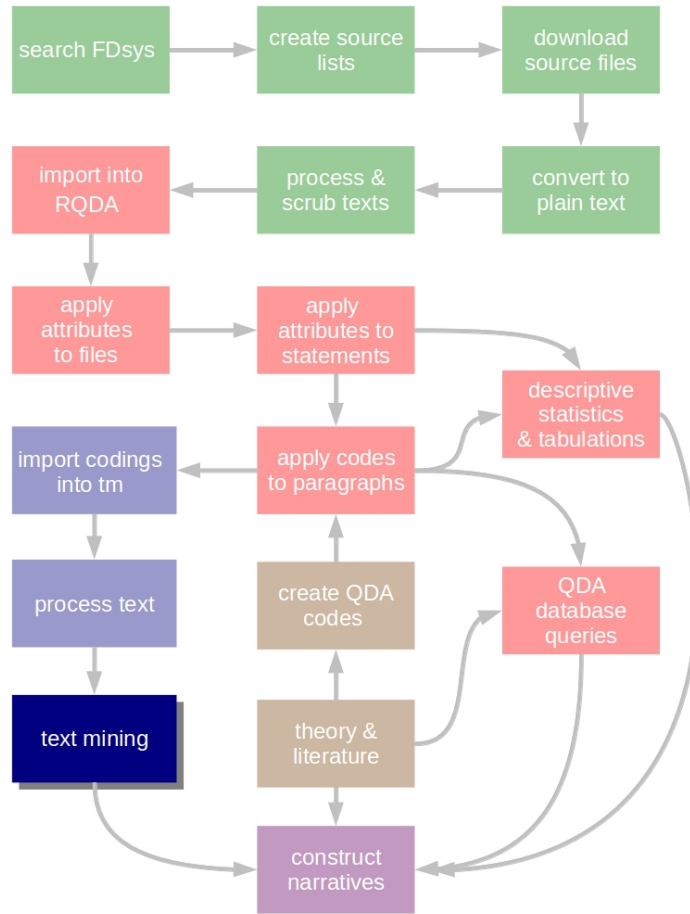 search FDsys
create source
lists
download
source files
import into
RQDA
process &
scrub texts
convert to
plain text
apply
attributes
to files
apply
attributes to
statements
descriptive
statistics
& tabulations
import codings
into tm
apply codes
to paragraphs
process text
create QDA
codes
QDA
database
queries
text mining
theory &
literature
construct
narratives